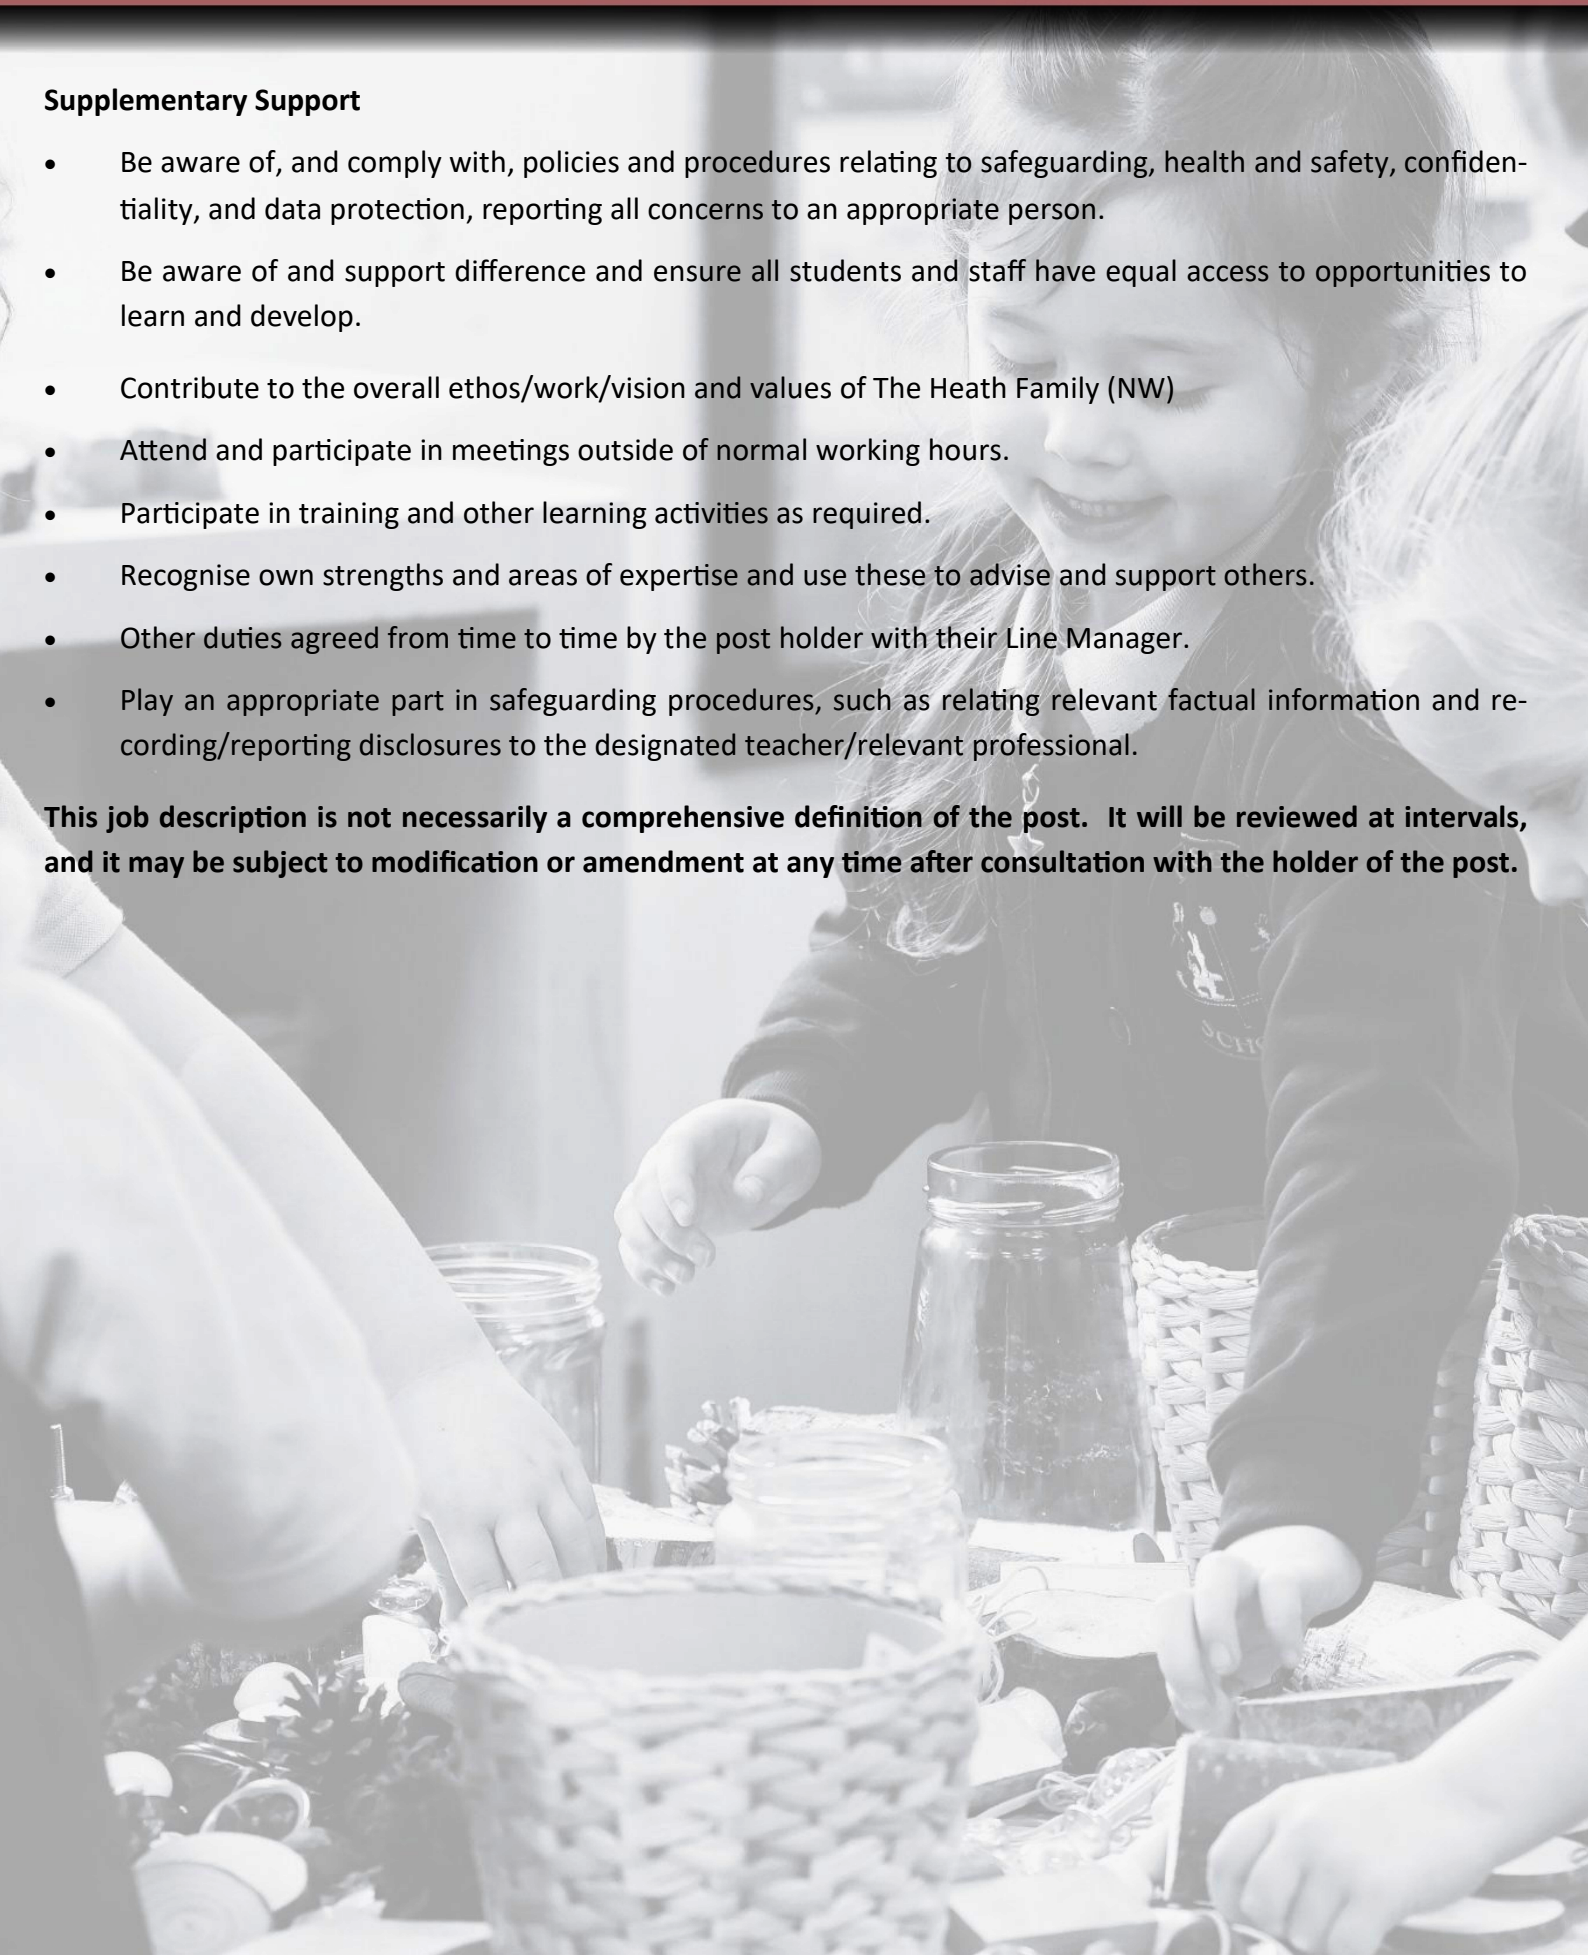 Supplementary Support
• Be aware of, and comply with, policies and procedures relating to safeguarding, health and safety, confiden-
tiality, and data protection, reporting all concerns to an appropriate person.
• Be aware of and support difference and ensure all students and staff have equal access to opportunities to
learn and develop.
• Contribute to the overall ethos/work/vision and values of The Heath Family (NW)
• Attend and participate in meetings outside of normal working hours.
• Participate in training and other learning activities as required.
• Recognise own strengths and areas of expertise and use these to advise and support others.
• Other duties agreed from time to time by the post holder with their Line Manager.
• Play an appropriate part in safeguarding procedures, such as relating relevant factual information and re-
cording/reporting disclosures to the designated teacher/relevant professional.
This job description is not necessarily a comprehensive definition of the post.  It will be reviewed at intervals,
and it may be subject to modification or amendment at any time after consultation with the holder of the post.